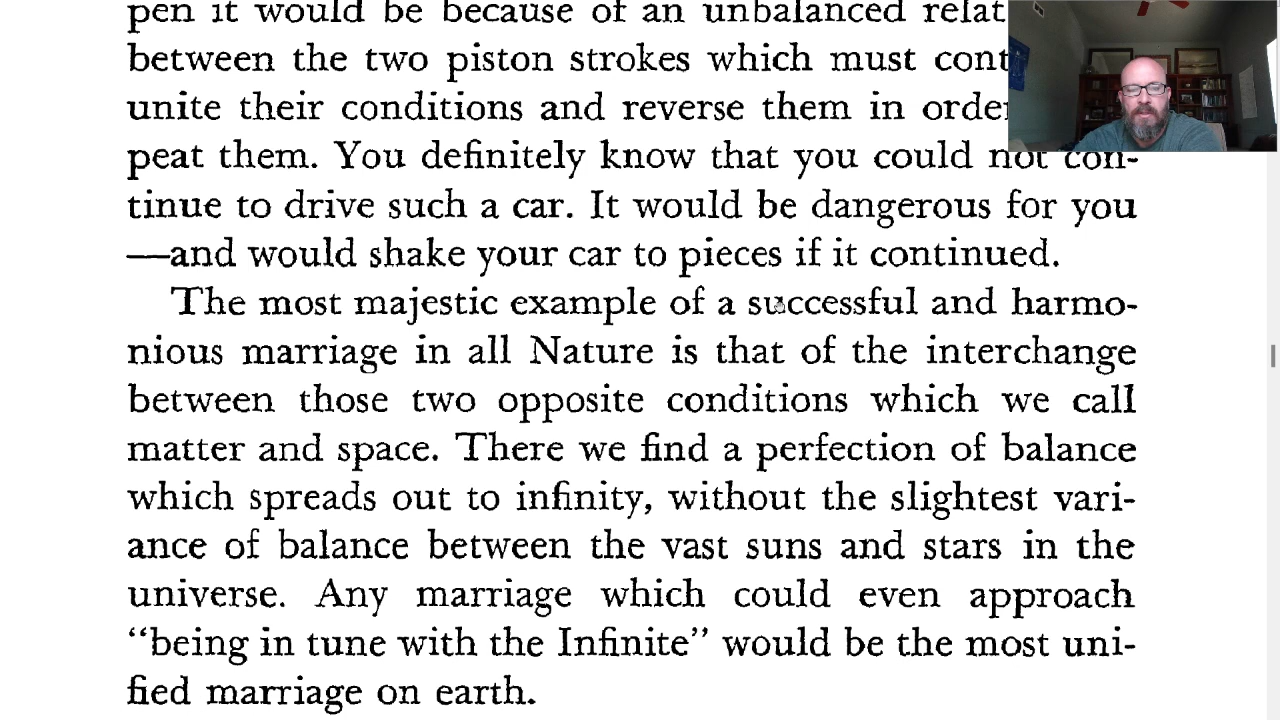 pen it would be because of an unbalanced relat
between the two piston strokes which must cont
unite their conditions and reverse them in orde
peat them. You definitely know that you could not con-
tinue to drive such a car. It would be dangerous for you
—and would shake your car to pieces if it continued.
The most majestic example of a successful and harmo-
nious marriage in all Nature is that of the interchange
between those two opposite conditions which we call
matter and space. There we find a perfection of balance
which spreads out to infinity, without the slightest vari-
ance of balance between the vast suns and stars in the
universe. Any marriage which could even approach
“being in tune with the Infinite” would be the most uni-
fied marriage on earth.